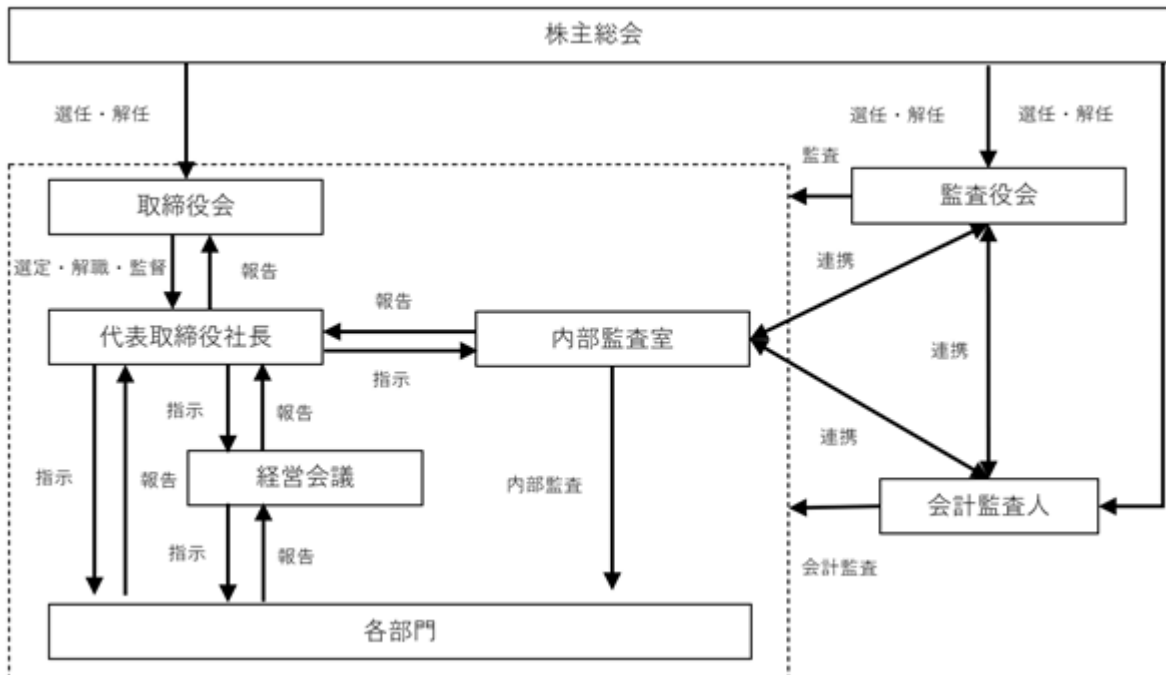 株主総会
選任・解任
選任・解任
選任・解任
監査
取締役会
監査役会
選定・解職・監督
報告
連携
報告
代表取締役社長
内部監査室
連携
指示
指示
報告
連携
経営会議
指示
報告
内部監査
会計監査人
指示
報告
会計監査
各部門